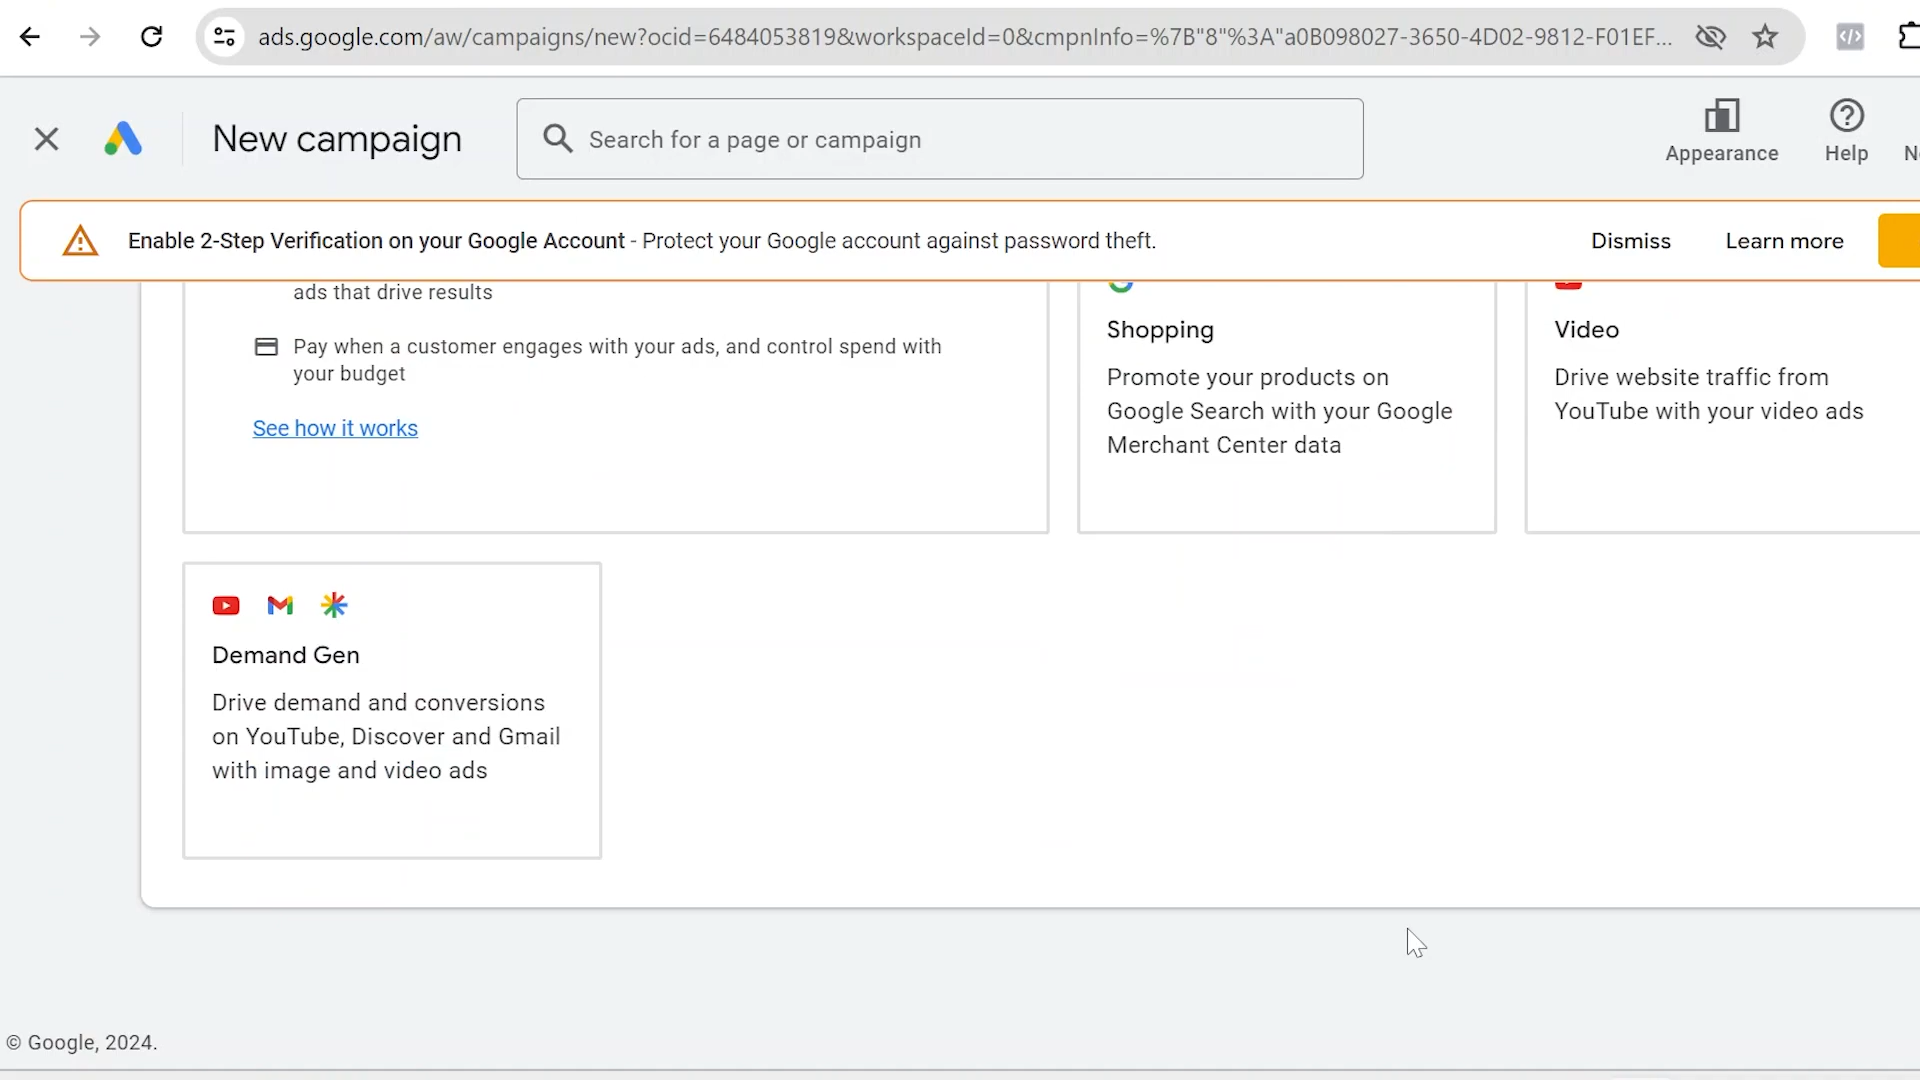 ads.google.com/aw/campaigns/new?ocid=6484053819&workspaceId=0&cmpnInfo=%7B"8"%3A"a0B098027-3650-4D02-9812-F01EF...
New campaign
Search for a page or campaign
Appearance
Help
Enable 2-Step Verification on your Google Account - Protect your Google account against password theft.
Dismiss
Learn more
ads that drive results
Pay when a customer engages with your ads, and control spend with
your budget
See how it works
Shopping
Promote your products on
Google Search with your Google
Merchant Center data
Video
Drive website traffic from
YouTube with your video ads
Demand Gen
Drive demand and conversions
on YouTube, Discover and Gmail
with image and video ads
© Google, 2024.